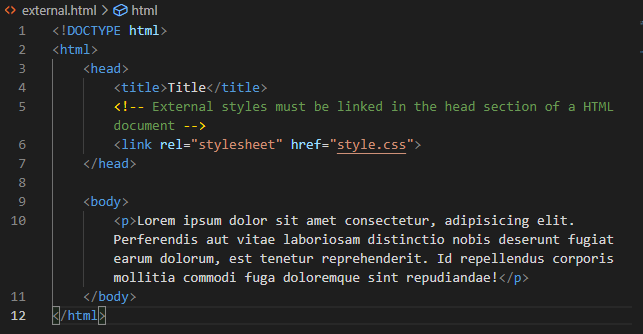 external.html > html
1 <!DOCTYPE html>
2 <html>
3 <head>
4 <title>Title</title>
5 <!-- External styles must be linked in the head section of a HTML
document -->
6 <link rel="stylesheet" href="style.css">
7 </head>
8
9 <body>
10 <p>Lorem ipsum dolor sit amet consectetur, adipisicing elit.
Perferendis aut vitae laboriosam distinctio nobis deserunt fugiat
earum dolorum, est tenetur reprehenderit. Id repellendus corporis
mollitia commodi fuga doloremque sint repudiandae!</p>
11 </body>
12 </html>